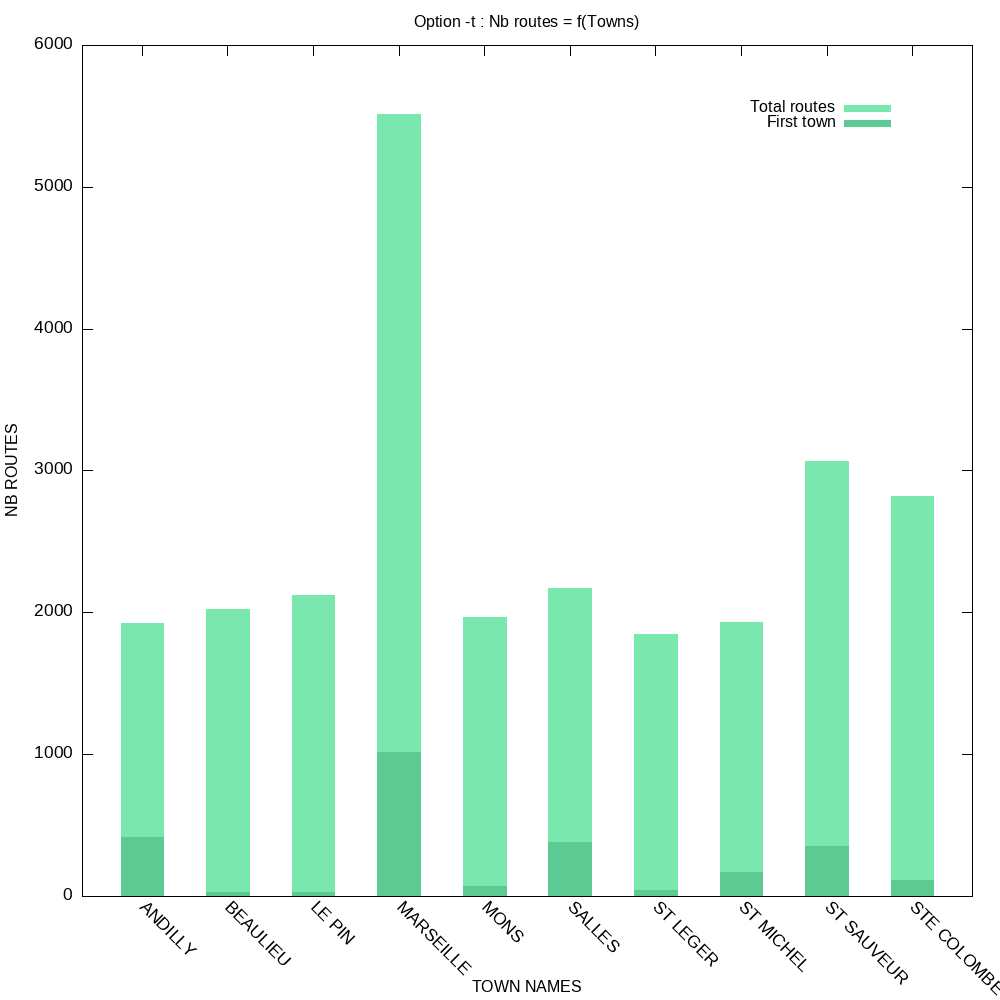 Option -t : Nb routes = f(Towns)
6000
5000
4000
3000
2000
1000
0
NB ROUTES
Total routes
First town
ANDILLY
BEAULIEU
LE PIN
MARSEILLE
MONS
SALLES
ST LEGER
ST MICHEL
ST SAUVEUR
STE COLOMBE
TOWN NAMES